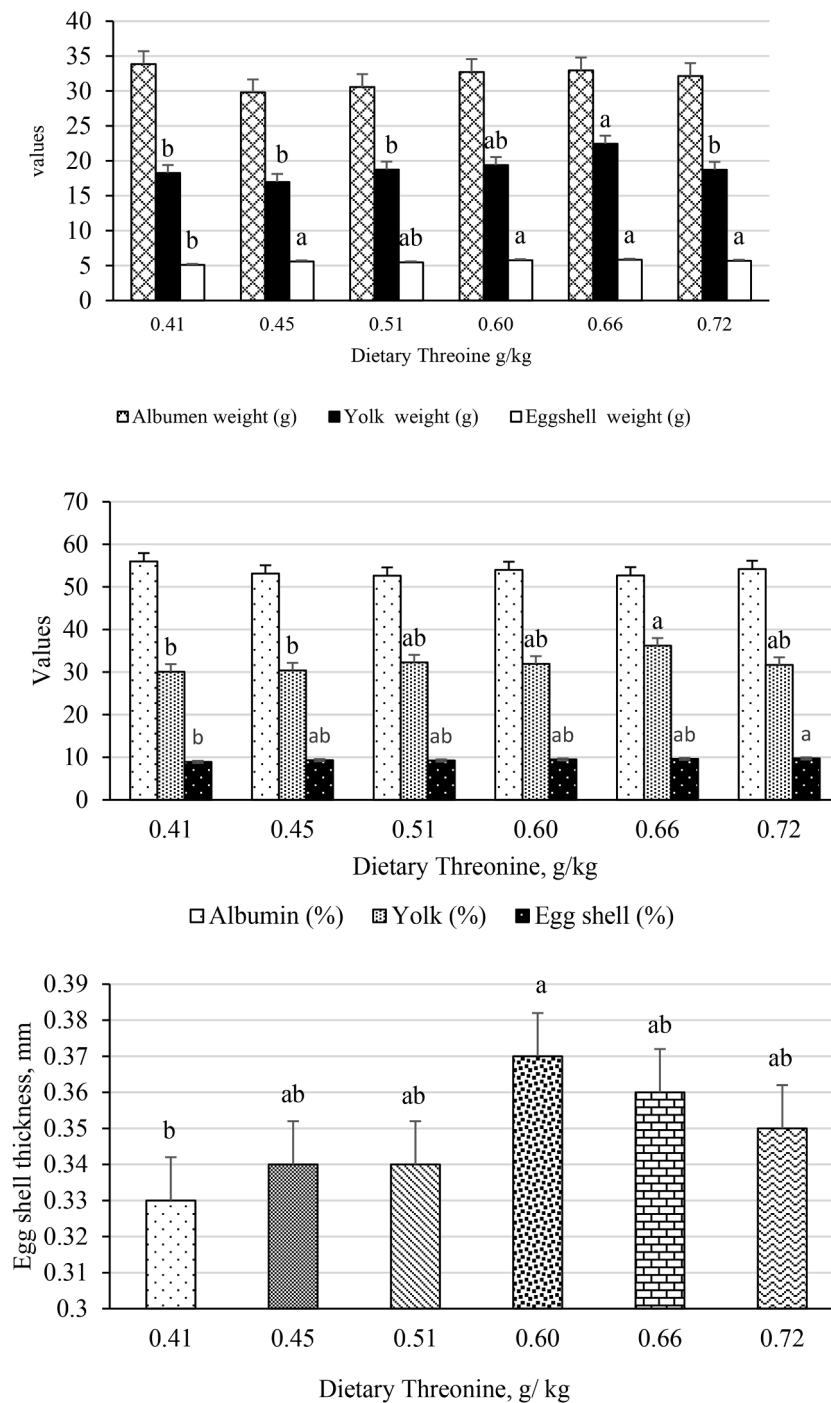 40
35
30
25
20
15
10
5
0
values
b b b ab a b
b a ab a a a
0.41 0.45 0.51 0.60 0.66 0.72
Dietary Threoine g/kg
Albumen weight (g) Yolk weight (g) Eggshell weight (g)
70
60
50
40
30
20
10
0
Values
b b ab ab a ab
b ab ab ab ab a
0.41 0.45 0.51 0.60 0.66 0.72
Dietary Threonine, g/kg
Albumin (%) Yolk (%) Egg shell (%)
0.39
0.38
0.37
0.36
0.35
0.34
0.33
0.32
0.31
0.3
Egg shell thickness, mm
b ab ab a ab ab
0.41 0.45 0.51 0.60 0.66 0.72
Dietary Threonine, g/ kg